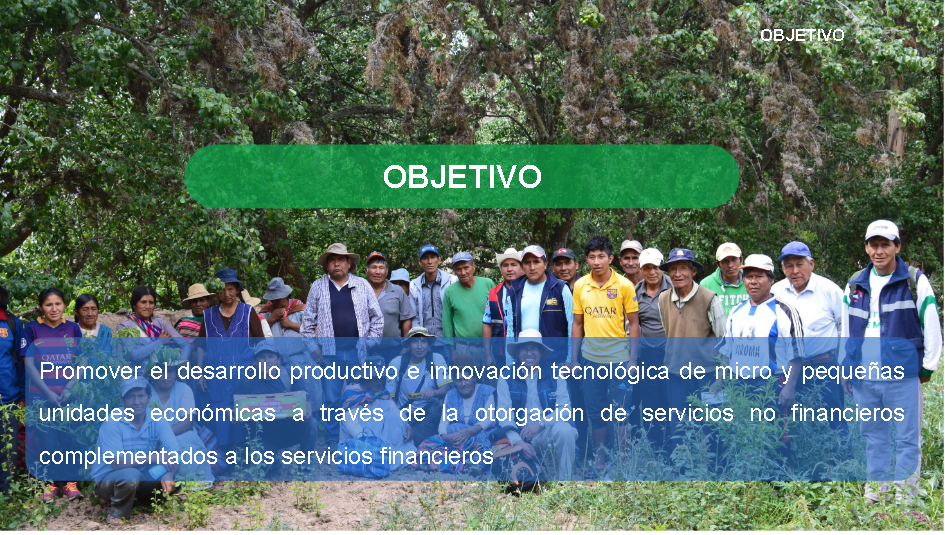 OBJETIVO
OBJETIVO
QATAR
FITCH
QATAR
Promover el desarrollo productivo e innovación tecnológica de micro y pequeñas
unidades económicas a través de la otorgación de servicios no financieros
complementados a los servicios financieros